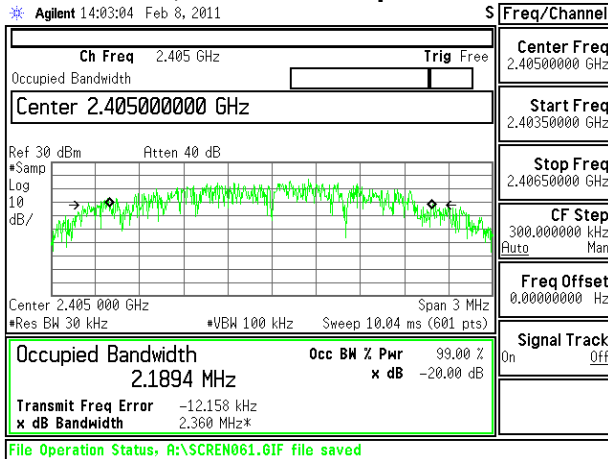 Agilent 14:03:04 Feb 8, 2011 S Freq/Channel
Ch Freq 2.405 GHz Trig Free
Occupied Bandwidth
Center 2.405000000 GHz
Center Freq
2.40500000 GHz
Start Freq
2.40350000 GHz
Stop Freq
2.40650000 GHz
CF Step
300.000000 kHz
Auto Man
Freq Offset
0.00000000 Hz
Signal Track
On Off
Ref 30 dBm Atten 40 dB
#Samp
Log
10
dB/
Center 2.405 000 GHz Span 3 MHz
#Res BW 30 kHz #VBW 100 kHz Sweep 10.04 ms (601 pts)
Occupied Bandwidth Occ BW % Pwr 99.00 %
2.1894 MHz x dB -20.00 dB
Transmit Freq Error -12.158 kHz
x dB Bandwidth 2.360 MHz*
File Operation Status, A:\SCREN061.GIF file saved